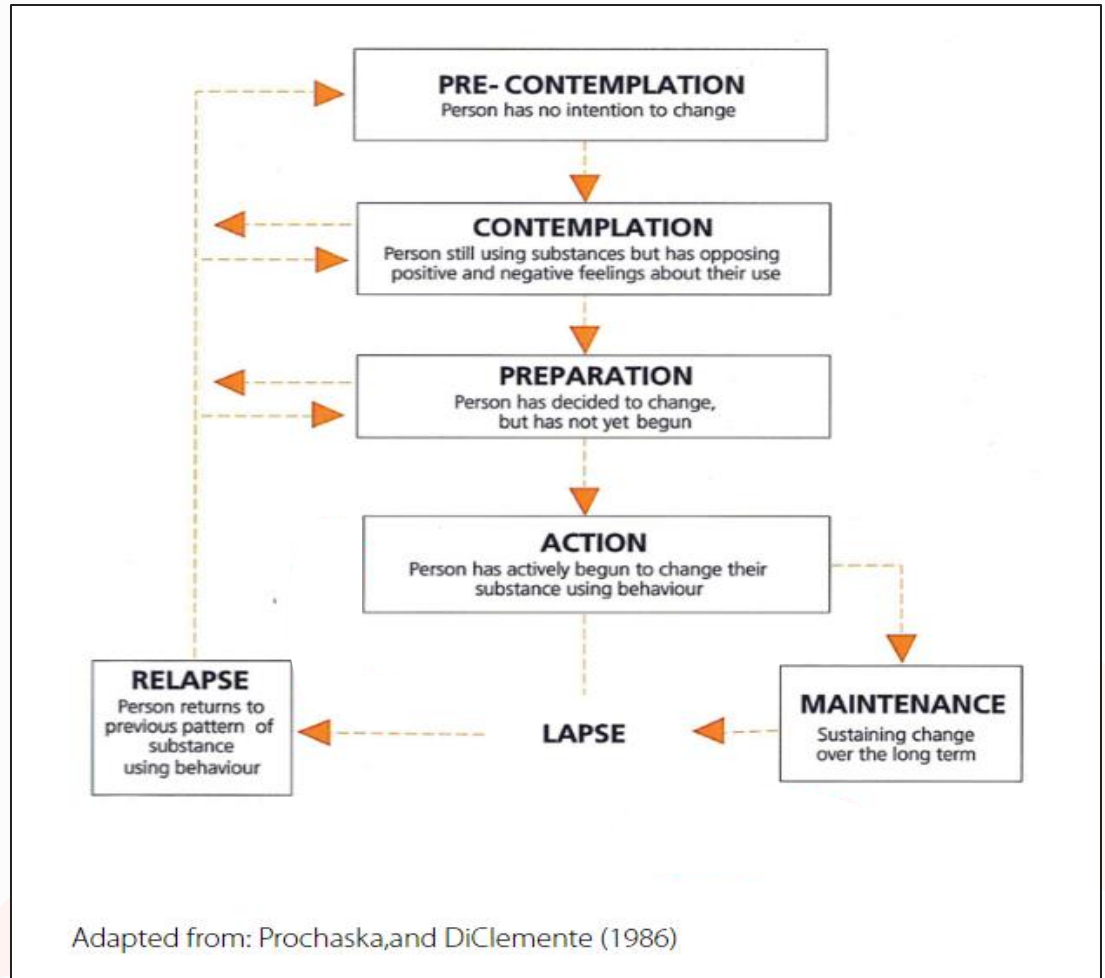 PRE- CONTEMPLATION
Person has no intention to change
CONTEMPLATION
Person still using substances but has opposing
positive and negative feelings about their use
PREPARATION
Person has decided to change,
but has not yet begun
ACTION
Person has actively begun to change their
substance using behaviour
RELAPSE
Person returns to
previous pattern of
substance
using behaviour
LAPSE
MAINTENANCE
Sustaining change
over the long term
Adapted from: Prochaska,and DiClemente (1986)